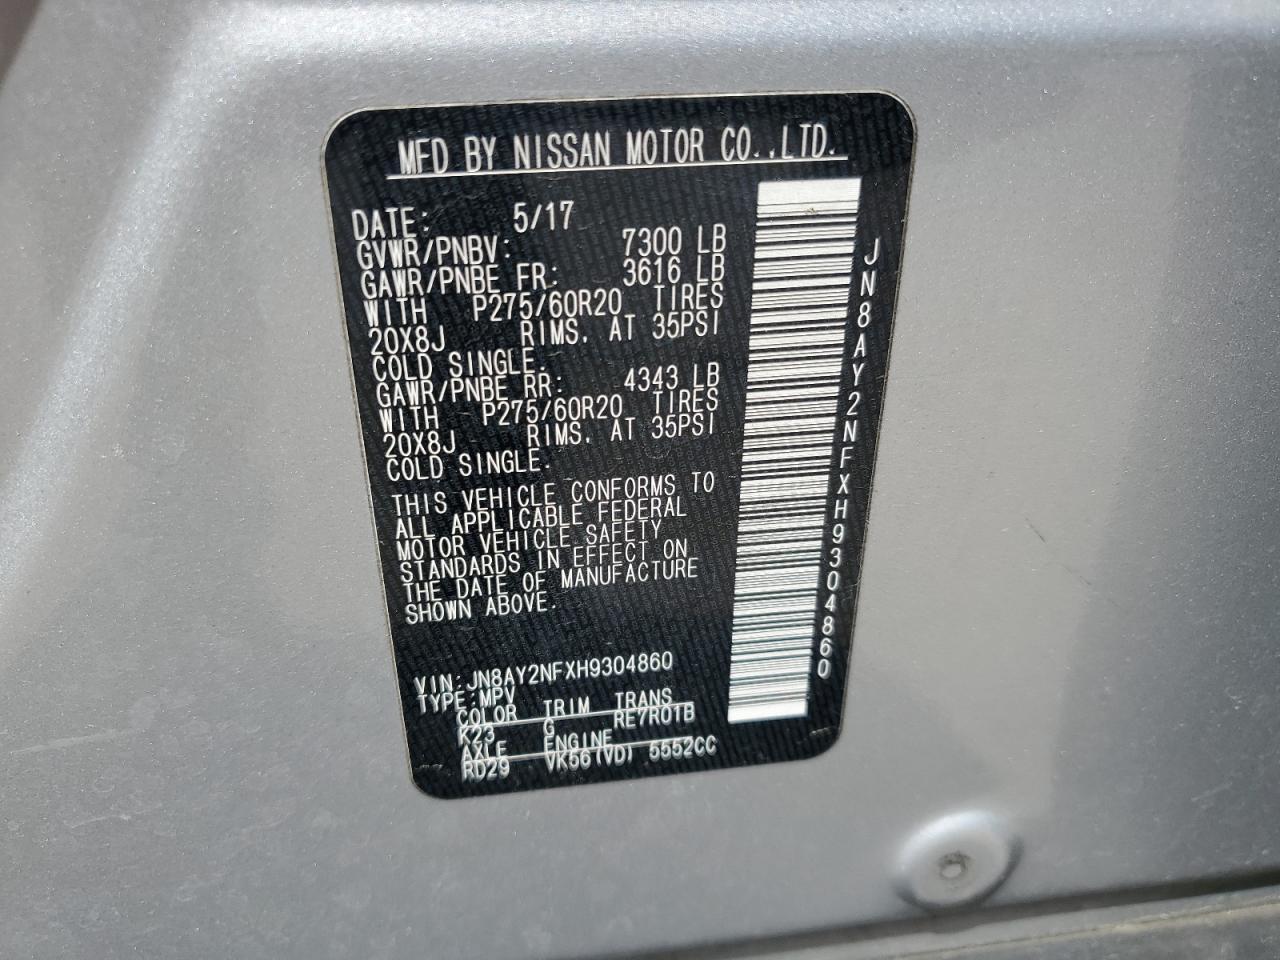 MFD BY NISSAN MOTOR CO.,LTD.
DATE: 5/17
GVWR/PNBV: 7300 LB
GAWR/PNBE FR: 3616 LB
WITH P275/60R20 TIRES
20X8J RIMS. AT 35PSI
COLD SINGLE.
GAWR/PNBE RR: 4343 LB
WITH P275/60R20 TIRES
20X8J RIMS. AT 35PSI
COLD SINGLE.
THIS VEHICLE CONFORMS TO
ALL APPLICABLE FEDERAL
MOTOR VEHICLE SAFETY
STANDARDS IN EFFECT ON
THE DATE OF MANUFACTURE
SHOWN ABOVE.
VIN:JN8AY2NFXH9304860
TYPE:MPV
COLOR TRIM TRANS
K23 G RE7R01B
AXLE ENGINE
RD29 VK56(VD) 5552CC
JN8AY2NFXH9304860